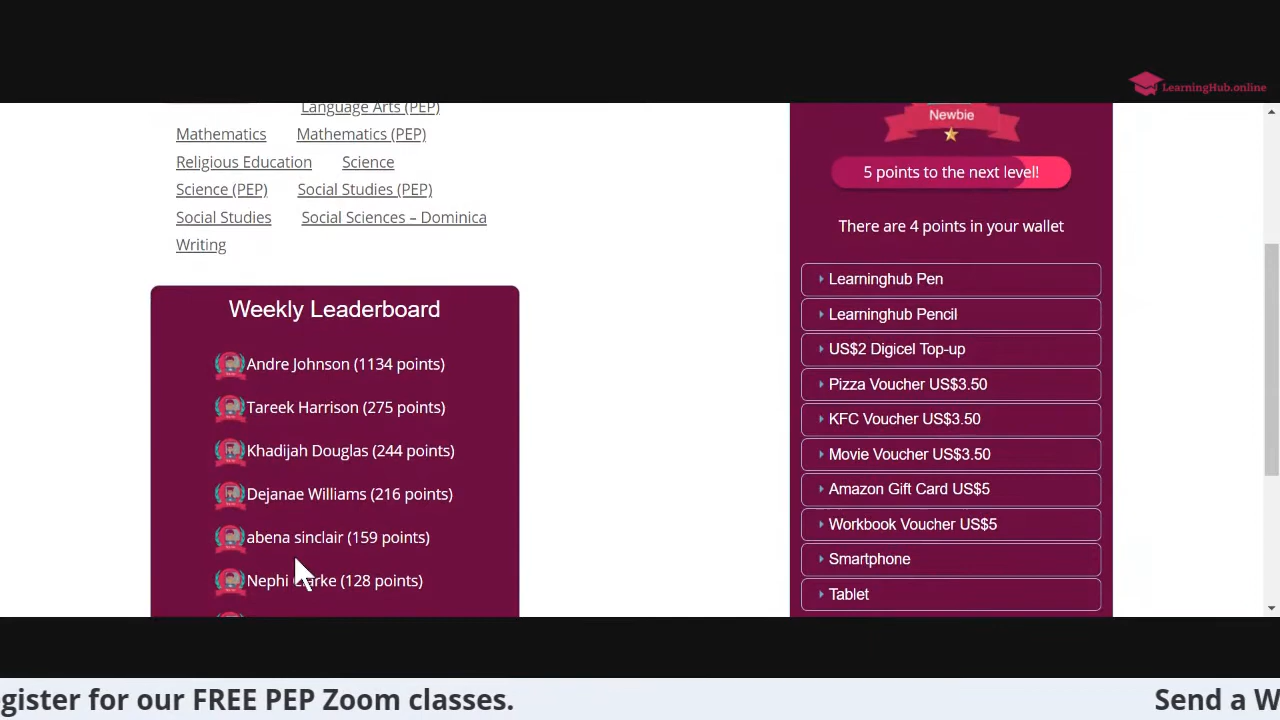 LearningHub.online
Language Arts (PEP)
Mathematics Mathematics (PEP)
Religious Education Science
Science (PEP) Social Studies (PEP)
Social Studies Social Sciences – Dominica
Writing
Weekly Leaderboard
Andre Johnson (1134 points)
Tareek Harrison (275 points)
Khadijah Douglas (244 points)
Dejanae Williams (216 points)
abena sinclair (159 points)
Nephi (128 points)
Newbie
5 points to the next level!
There are 4 points in your wallet
Learninghub Pen
Learninghub Pencil
US$2 Digicel Top-up
Pizza Voucher US$3.50
KFC Voucher US$3.50
Movie Voucher US$3.50
Amazon Gift Card US$5
Workbook Voucher US$5
Smartphone
Tablet
gister for our FREE PEP Zoom classes. Send a W